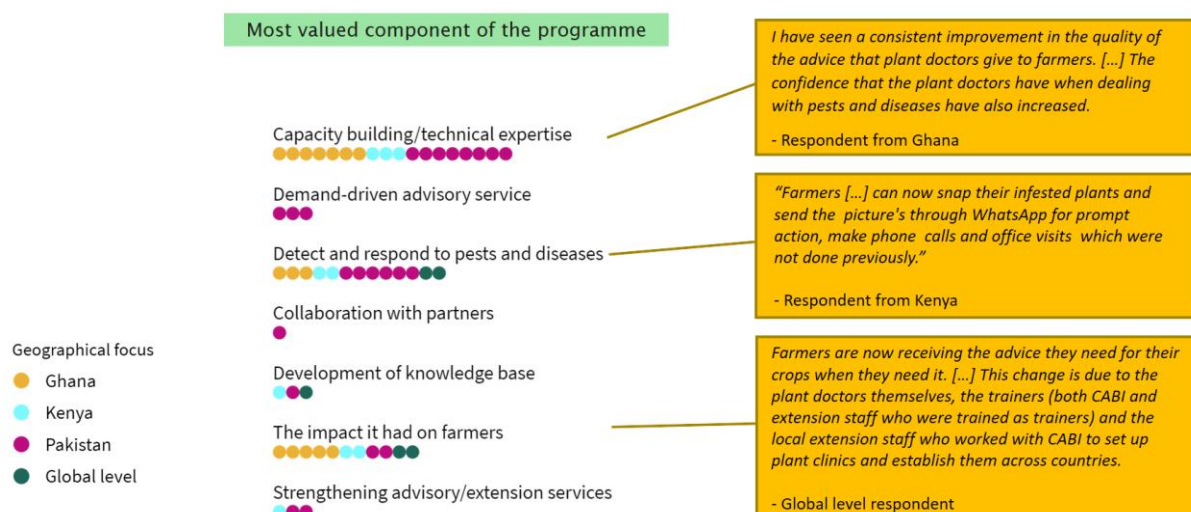 Most valued component of the programme
Capacity building/technical expertise
Demand-driven advisory service
Detect and respond to pests and diseases
Collaboration with partners
Development of knowledge base
The impact it had on farmers
Strengthening advisory/extension services
Geographical focus
Ghana
Kenya
Pakistan
Global level
I have seen a consistent improvement in the quality of
the advice that plant doctors give to farmers. [...] The
confidence that the plant doctors have when dealing
with pests and diseases have also increased.
- Respondent from Ghana
“Farmers [...] can now snap their infested plants and
send the picture's through WhatsApp for prompt
action, make phone calls and office visits which were
not done previously.”
- Respondent from Kenya
Farmers are now receiving the advice they need for their
crops when they need it. [...] This change is due to the
plant doctors themselves, the trainers (both CABI and
extension staff who were trained as trainers) and the
local extension staff who worked with CABI to set up
plant clinics and establish them across countries.
- Global level respondent